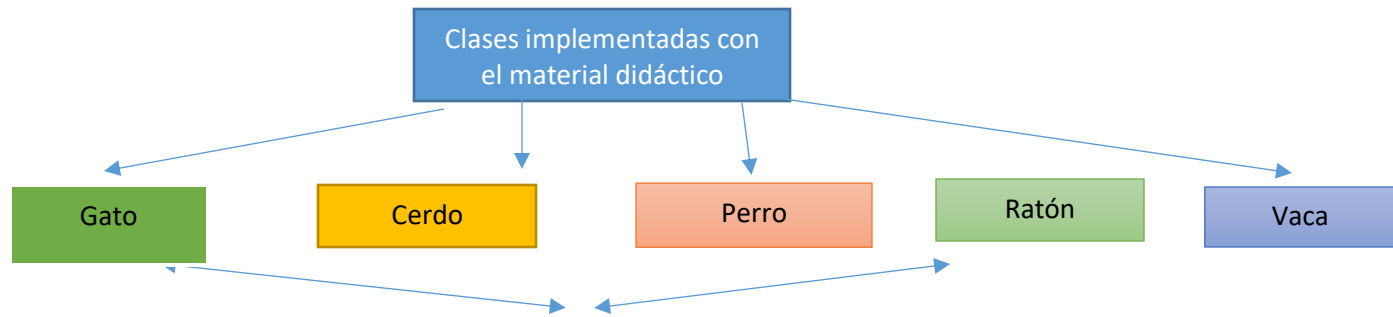 Clases implementadas con
el material didáctico
Gato
Cerdo
Perro
Ratón
Vaca